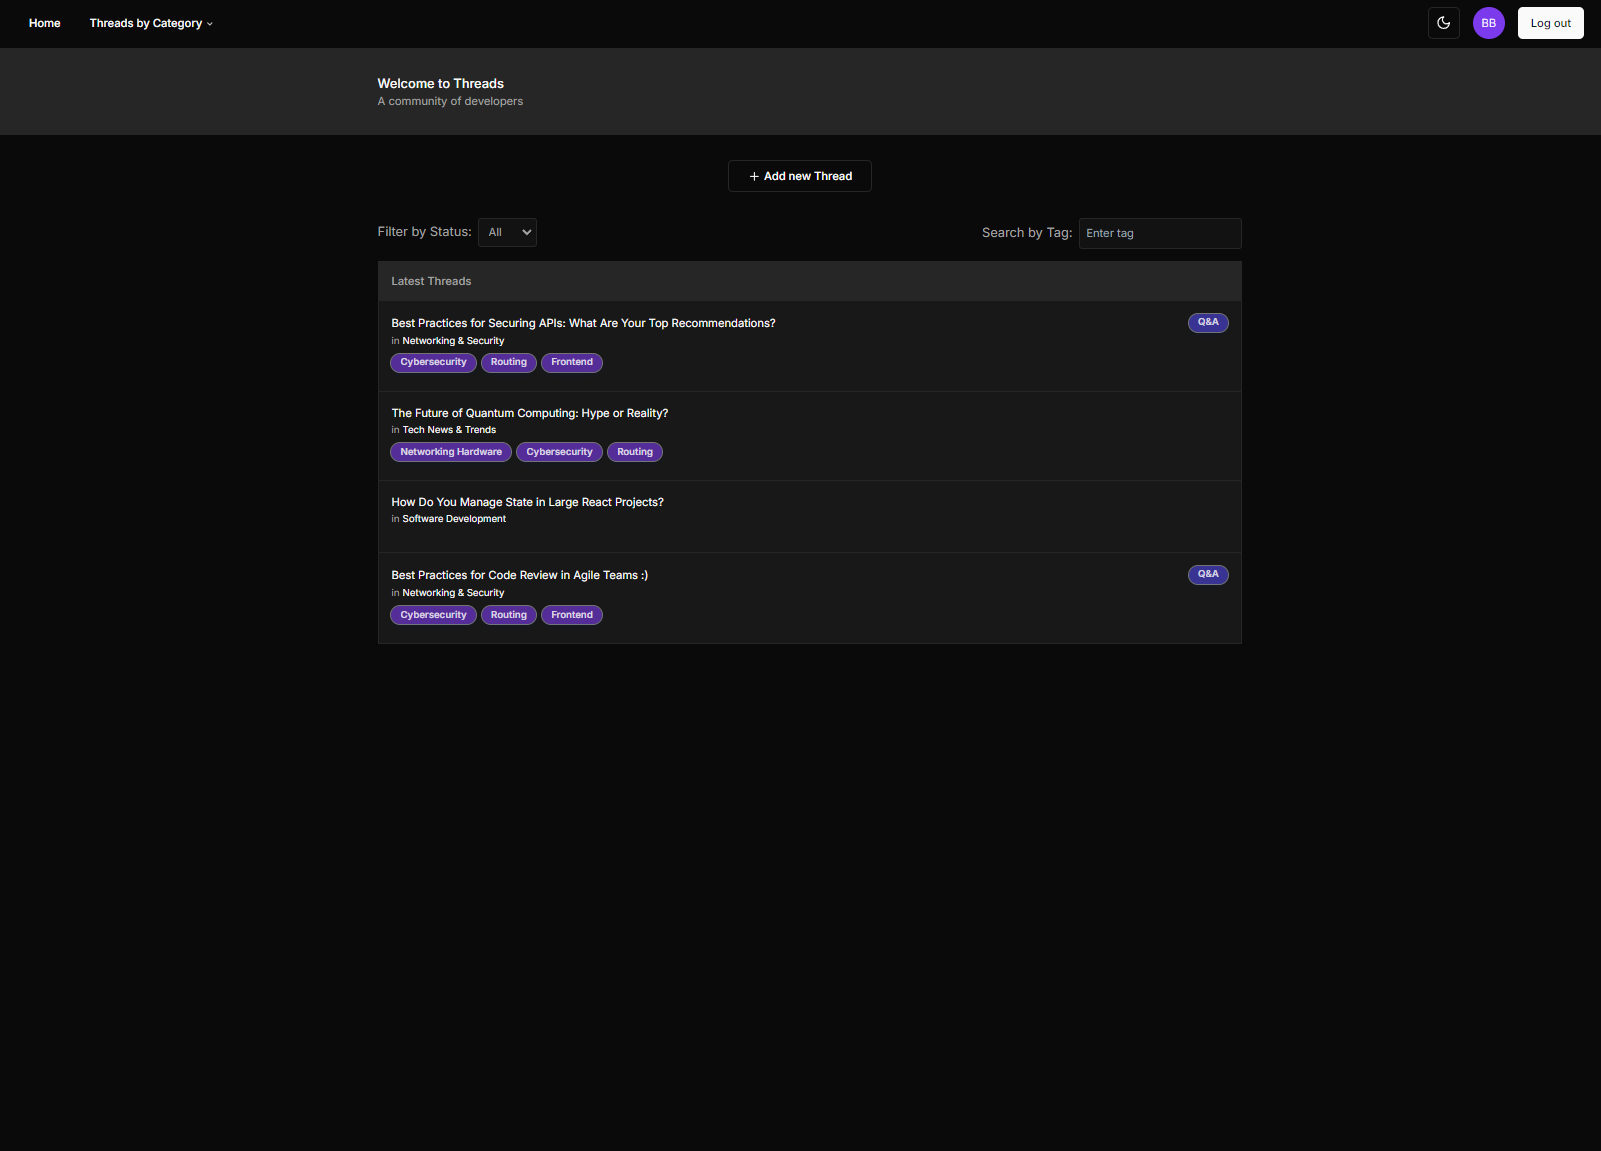 Home
Threads by Category
BB
Log out
Welcome to Threads
A community of developers
Add new Thread
Filter by Status:
All
Search by Tag:
Enter tag
Latest Threads
Best Practices for Securing APIs: What Are Your Top Recommendations?
Q&A
in Networking & Security
Cybersecurity
Routing
Frontend
The Future of Quantum Computing: Hype or Reality?
in Tech News & Trends
Networking Hardware
Cybersecurity
Routing
How Do You Manage State in Large React Projects?
in Software Development
Best Practices for Code Review in Agile Teams :)
Q&A
in Networking & Security
Cybersecurity
Routing
Frontend